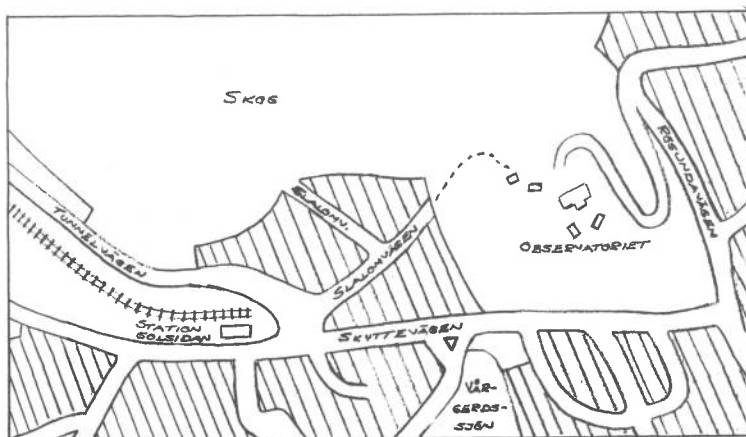 SKOG
SLALOMV.
RÖSUNDAVÄGEN
TUNNELVÄGEN
SLALOMVÄGEN
OBSERVATORIET
STATION
SOLSIDAN
SKYTTEVÄGEN
VÅR-
GERDS-
SJÖN